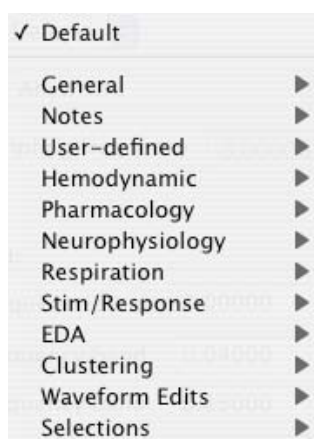 ✓ Default
General
Notes
User-defined
Hemodynamic
Pharmacology
Neurophysiology
Respiration
Stim/Response
EDA
Clustering
Waveform Edits
Selections